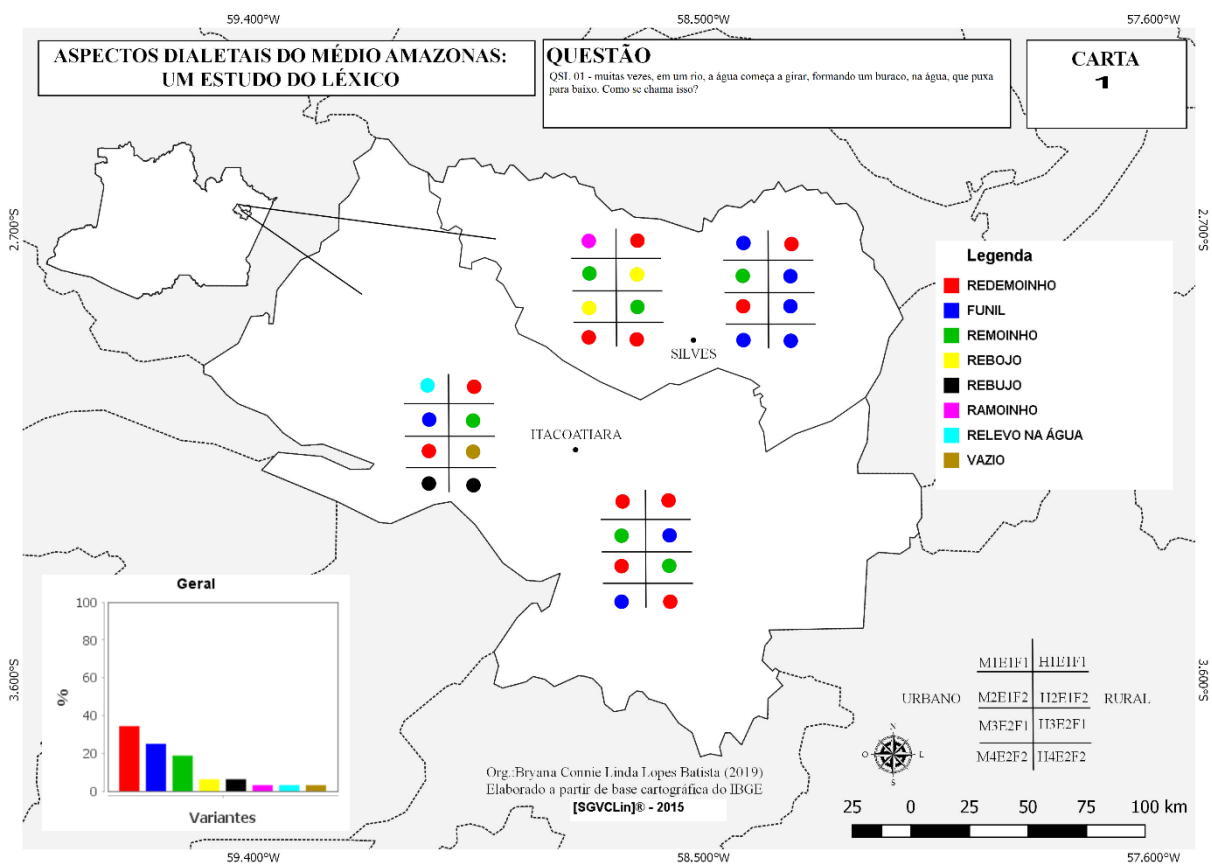 59.400°W
58.500°W
57.600°W
ASPECTOS DIALETAIS DO MÉDIO AMAZONAS:
UM ESTUDO DO LÉXICO
QUESTÃO
QSL 01 - muitas vezes, em um rio, a água começa a girar, formando um buraco, na água, que puxa
para baixo. Como se chama isso?
CARTA
1
2.700°S
2.700°S
Legenda
REDEMOINHO
FUNIL
REMOINHO
REBOJO
REBUJO
RAMOINHO
RELEVO NA ÁGUA
VAZIO
SILVES
ITACOATIARA
Geral
100
80
60
40
20
0
%
Variantes
3.600°S
3.600°S
M1E1F1 H1E1F1
URBANO M2E1F2 H2E1F2 RURAL
M3E2F1 H3E2F1
M4E2F2 H4E2F2
N
O L
S
Org.:Bryana Connie Linda Lopes Batista (2019)
Elaborado a partir de base cartográfica do IBGE
[SGVCLin]® - 2015
25 0 25 50 75 100 km
59.400°W
58.500°W
57.600°W